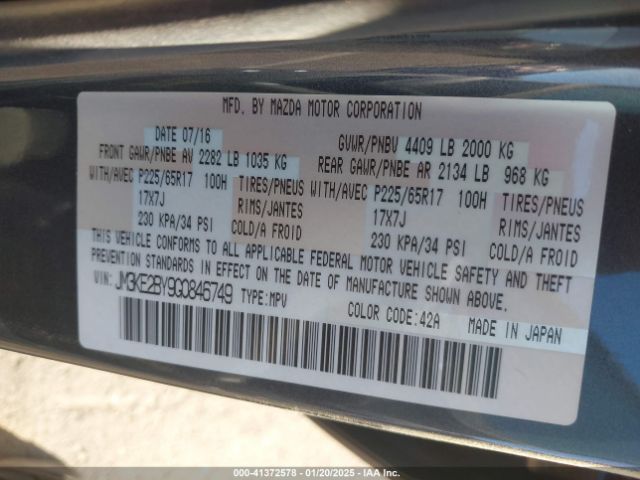 MFD. BY MAZDA MOTOR CORPORATION
DATE 07/16 GVWR/PNBV 4409 LB 2000 KG
FRONT GAWR/PNBE AV 2282 LB 1035 KG REAR GAWR/PNBE AR 2134 LB 968 KG
WITH/AVEC P225/65R17 100H TIRES/PNEUS WITH/AVEC P225/65R17 100H TIRES/PNEUS
17X7J RIMS/JANTES 17X7J RIMS/JANTES
230 KPA/34 PSI COLD/A FROID 230 KPA/34 PSI COLD/A FROID
THIS VEHICLE CONFORMS TO ALL APPLICABLE FEDERAL MOTOR VEHICLE SAFETY AND THEFT
PREVENTION STANDARDS IN EFFECT ON THE DATE OF MANUFACTURE SHOWN ABOVE.
VIN: JM3KE2BY9G0846749 TYPE:MPV COLOR CODE:42A MADE IN JAPAN
000-41372578 — 01/20/2025 — IAAI.CA